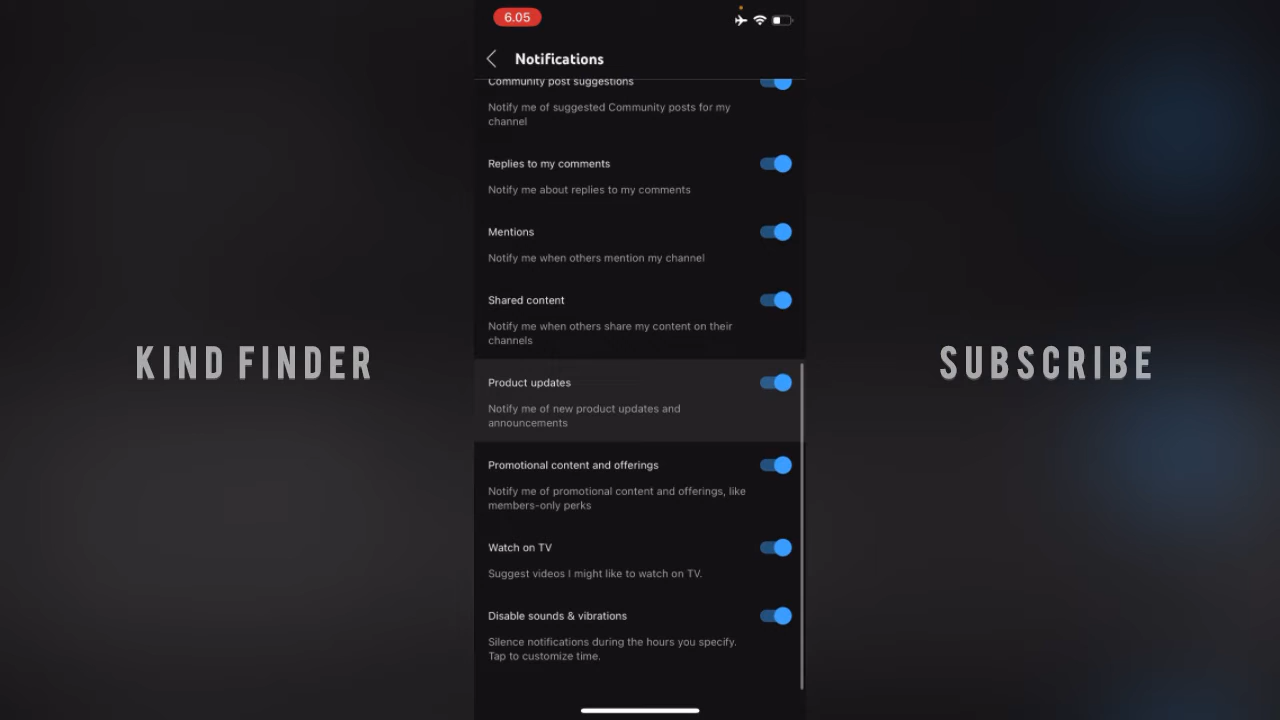 6.05
Notifications
Community post suggestions
Notify me of suggested Community posts for my
channel
Replies to my comments
Notify me about replies to my comments
Mentions
Notify me when others mention my channel
Shared content
Notify me when others share my content on their
channels
Product updates
Notify me of new product updates and
announcements
Promotional content and offerings
Notify me of promotional content and offerings, like
members-only perks
Watch on TV
Suggest videos I might like to watch on TV.
Disable sounds & vibrations
Silence notifications during the hours you specify.
Tap to customize time.
KIND FINDER
SUBSCRIBE